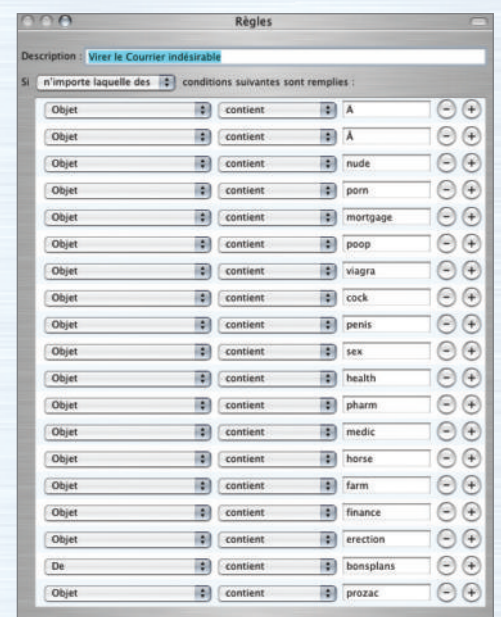 Règles
Description : Virer le Courrier indésirable
Si n'importe laquelle des conditions suivantes sont remplies :
Objet contient A
Objet contient Â
Objet contient nude
Objet contient porn
Objet contient mortgage
Objet contient poop
Objet contient viagra
Objet contient cock
Objet contient penis
Objet contient sex
Objet contient health
Objet contient pharm
Objet contient medic
Objet contient horse
Objet contient farm
Objet contient finance
Objet contient erection
De contient bonsplans
Objet contient prozac